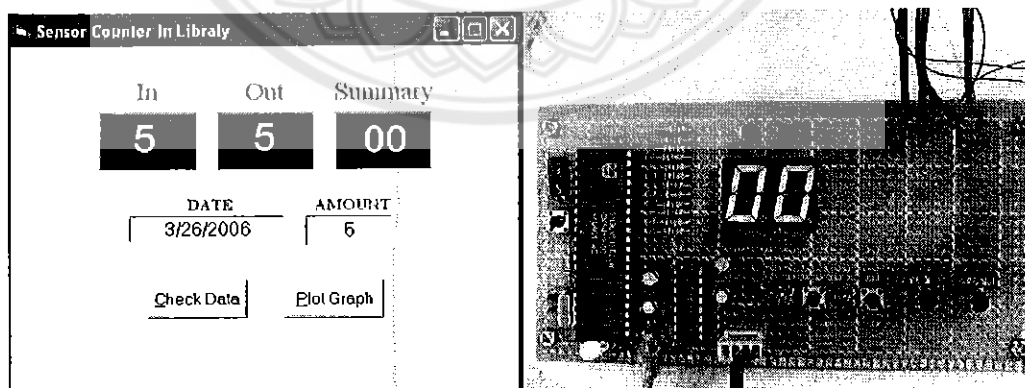 Sensor Counter In Libraly
In Out Summary
5 5 00
DATE AMOUNT
3/26/2006 5
Check Data Plot Graph
00